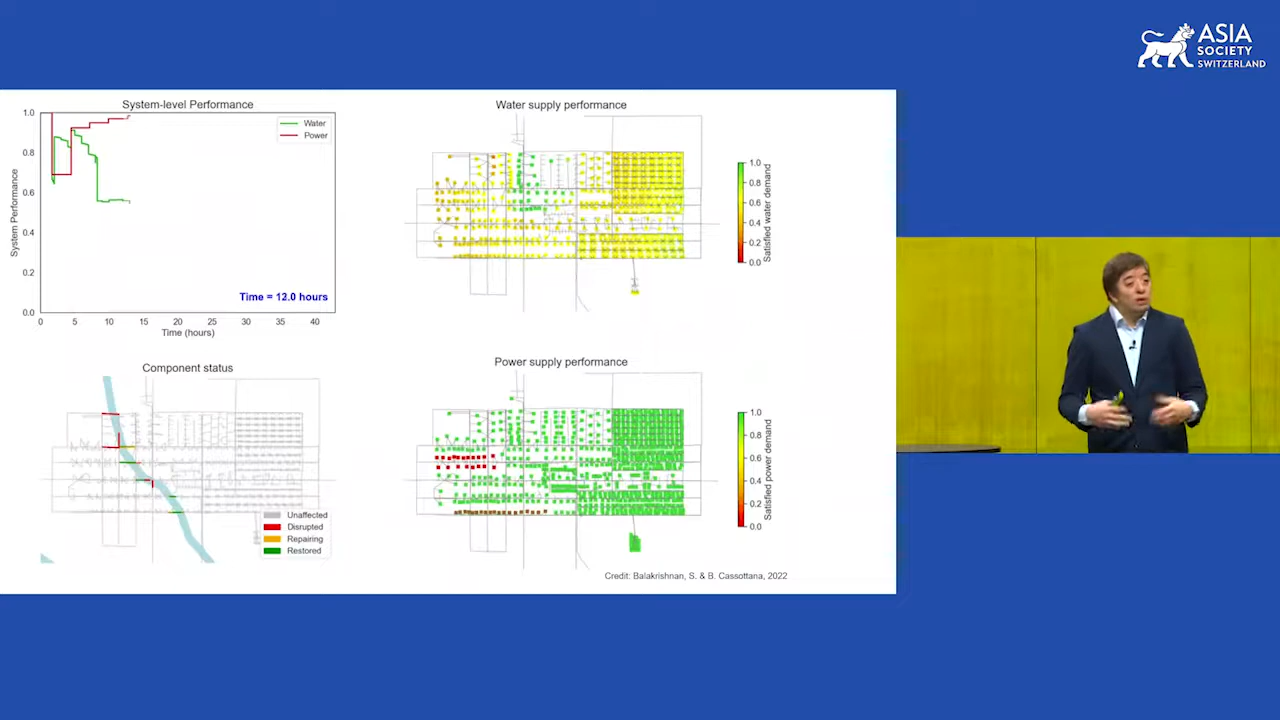 ASIA
SOCIETY
SWITZERLAND
System-level Performance
1.0
0.8
0.6
0.4
0.2
0.0
System Performance
Water
Power
Time = 12.0 hours
0 5 10 15 20 25 30 35 40
Time (hours)
Water supply performance
1.0
0.8
0.6
0.4
0.2
0.0
Satisfied water demand
Component status
Unaffected
Disrupted
Repairing
Restored
Power supply performance
1.0
0.8
0.6
0.4
0.2
0.0
Satisfied power demand
Credit: Balakrishnan, S. & B. Cassottana, 2022